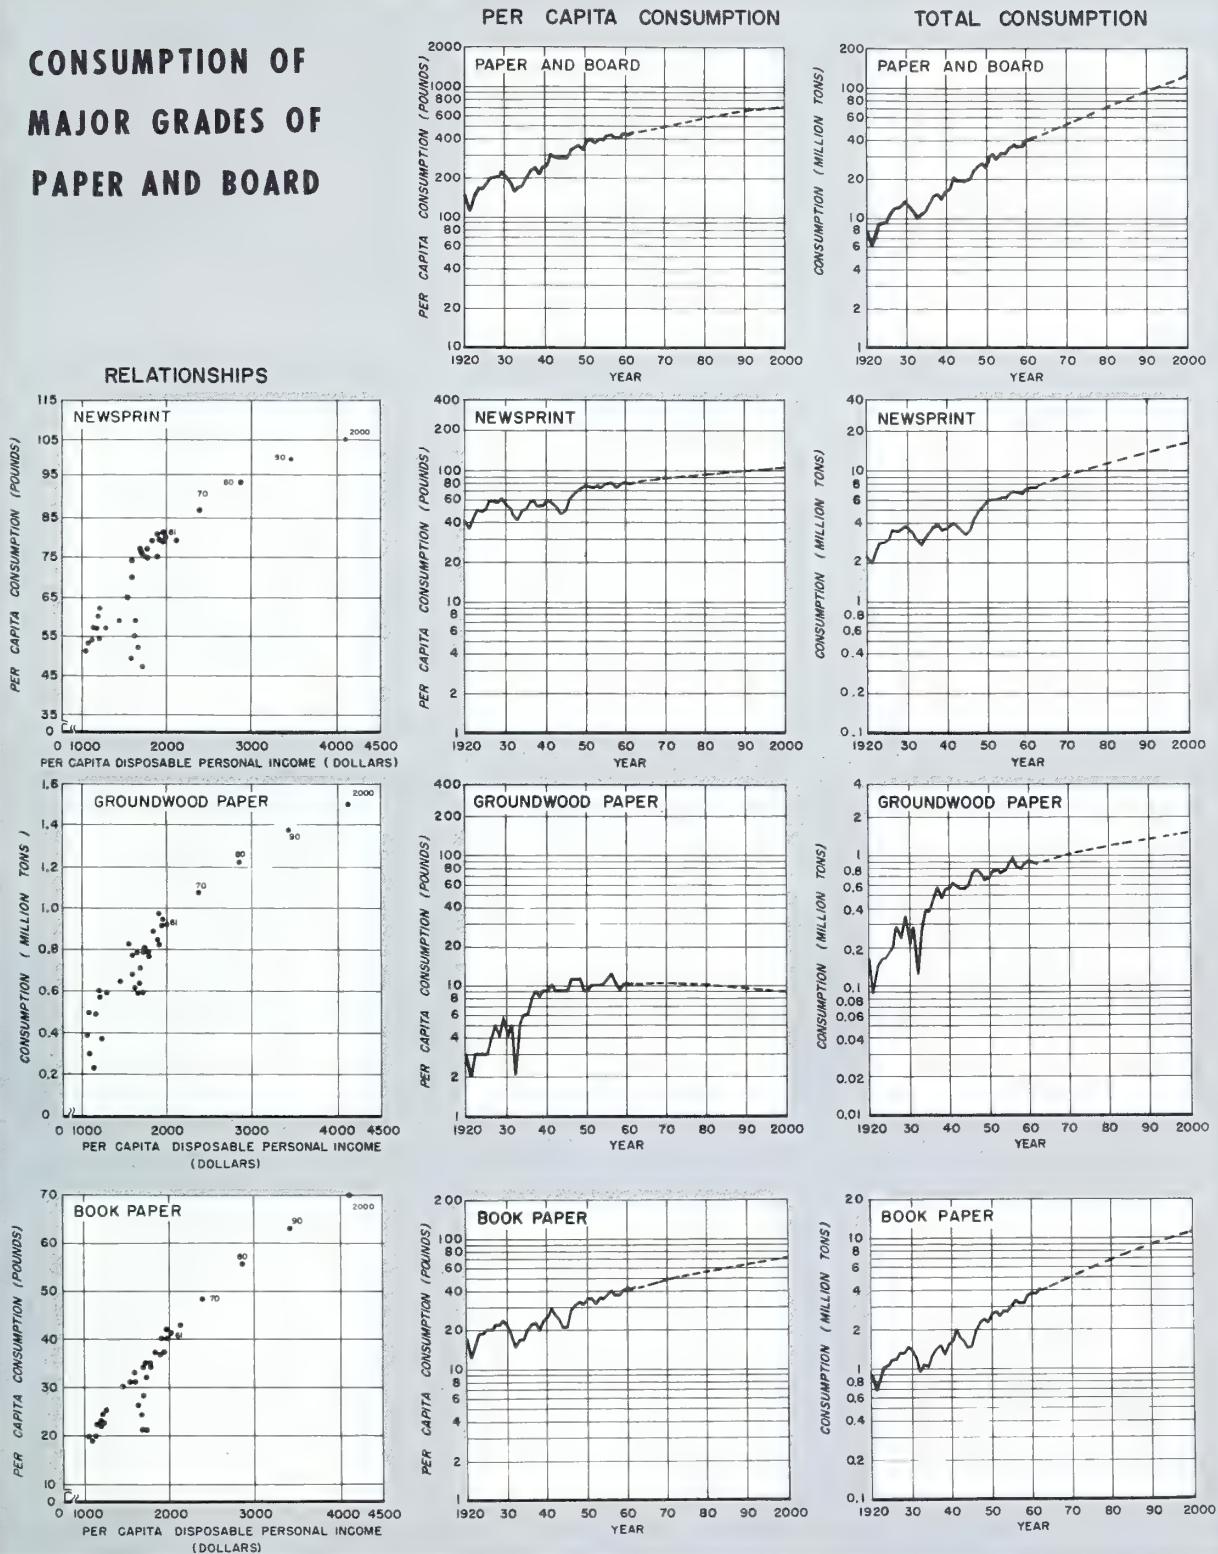 CONSUMPTION OF
MAJOR GRADES OF
PAPER AND BOARD
PER CAPITA CONSUMPTION
TOTAL CONSUMPTION
PAPER AND BOARD
PER CAPITA CONSUMPTION (POUNDS)
2000
1000
800
600
400
200
100
80
60
40
20
10
1920 30 40 50 60 70 80 90 2000
YEAR
PAPER AND BOARD
CONSUMPTION (MILLION TONS)
200
100
80
60
40
20
10
8
6
4
2
1
1920 30 40 50 60 70 80 90 2000
YEAR
RELATIONSHIPS
NEWSPRINT
PER CAPITA CONSUMPTION (POUNDS)
115
105
95
85
75
65
55
45
35
0
2000
90
80
70
61
0 1000 2000 3000 4000 4500
PER CAPITA DISPOSABLE PERSONAL INCOME (DOLLARS)
NEWSPRINT
PER CAPITA CONSUMPTION (POUNDS)
400
200
100
80
60
40
20
10
8
6
4
2
1
1920 30 40 50 60 70 80 90 2000
YEAR
NEWSPRINT
CONSUMPTION (MILLION TONS)
40
20
10
8
6
4
2
1
0.8
0.6
0.4
0.2
0.1
1920 30 40 50 60 70 80 90 2000
YEAR
GROUNDWOOD PAPER
CONSUMPTION (MILLION TONS)
1.6
1.4
1.2
1.0
0.8
0.6
0.4
0.2
0
2000
90
80
70
61
0 1000 2000 3000 4000 4500
PER CAPITA DISPOSABLE PERSONAL INCOME
(DOLLARS)
GROUNDWOOD PAPER
PER CAPITA CONSUMPTION (POUNDS)
400
200
100
80
60
40
20
10
8
6
4
2
1
1920 30 40 50 60 70 80 90 2000
YEAR
GROUNDWOOD PAPER
CONSUMPTION (MILLION TONS)
4
2
1
0.8
0.6
0.4
0.2
0.1
0.08
0.06
0.04
0.02
0.01
1920 30 40 50 60 70 80 90 2000
YEAR
BOOK PAPER
PER CAPITA CONSUMPTION (POUNDS)
70
60
50
40
30
20
10
0
2000
90
80
70
61
0 1000 2000 3000 4000 4500
PER CAPITA DISPOSABLE PERSONAL INCOME
(DOLLARS)
BOOK PAPER
PER CAPITA CONSUMPTION (POUNDS)
200
100
80
60
40
20
10
8
6
4
2
1
1920 30 40 50 60 70 80 90 2000
YEAR
BOOK PAPER
CONSUMPTION (MILLION TONS)
20
10
8
6
4
2
1
0.8
0.6
0.4
0.2
0.1
1920 30 40 50 60 70 80 90 2000
YEAR